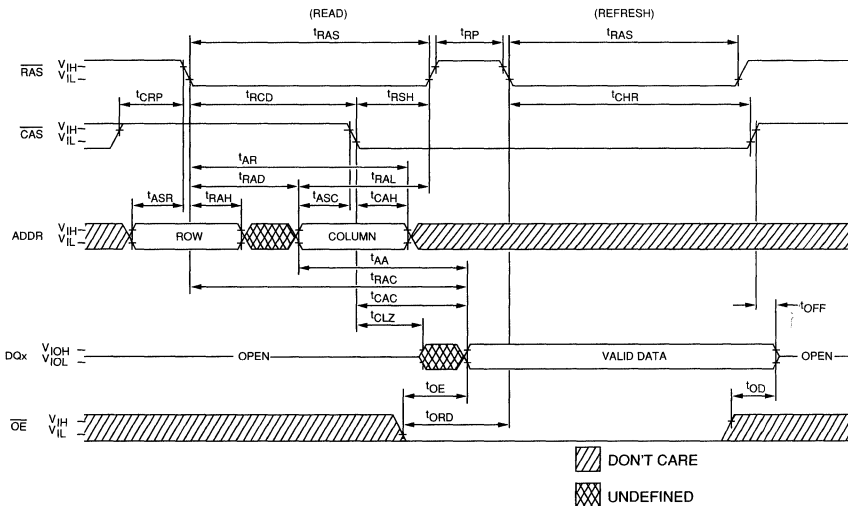 (READ) (REFRESH)
tRAS tRP tRAS
RAS VIH VIL
tCRP tRCD tRSH tCHR
CAS VIH VIL
tAR
tRAD tRAL
tASR tRAH tASC tCAH
ADDR VIH VIL ROW COLUMN
tAA
tRAC
tCAC
tCLZ tOFF
DQx VIOH VIOL OPEN VALID DATA OPEN
tOE tOD
tORD
OE VIH VIL
DON'T CARE
UNDEFINED